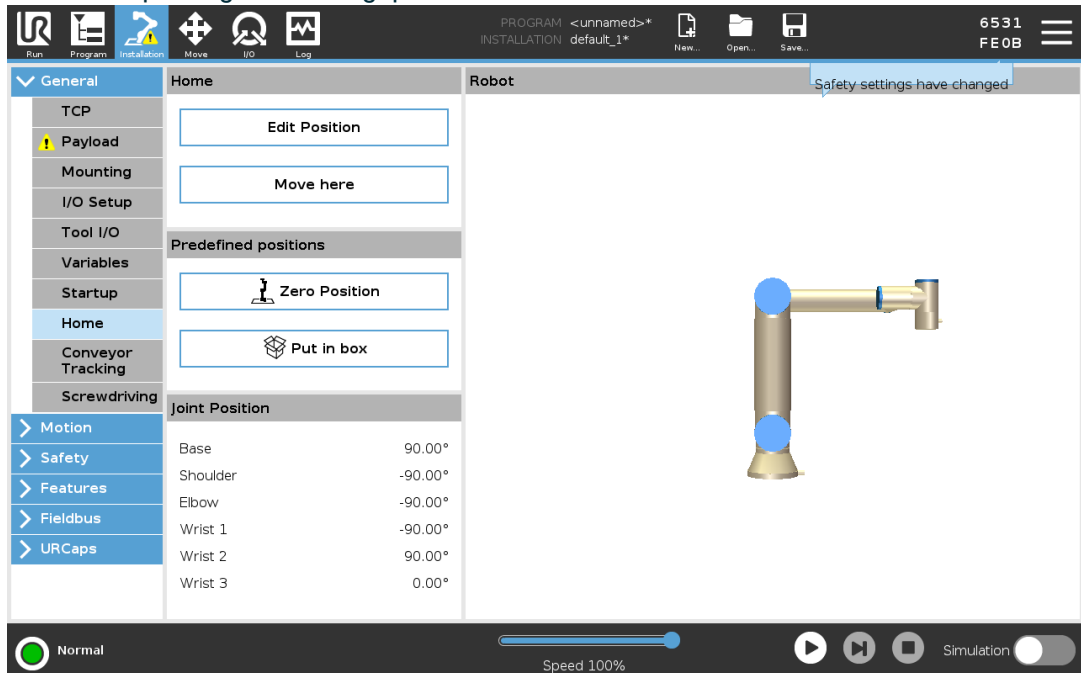 PROGRAM <unnamed>*
INSTALLATION default_1*
UR
Run
Program
Installation
Move
I/O
Log
New...
Open...
Save...
6531
FE0B
General
Home
Robot
Safety settings have changed
TCP
Payload
Mounting
I/O Setup
Tool I/O
Variables
Startup
Home
Conveyor
Tracking
Screwdriving
Motion
Safety
Features
Fieldbus
URCaps
Edit Position
Move here
Predefined positions
Zero Position
Put in box
Joint Position
Base 90.00°
Shoulder -90.00°
Elbow -90.00°
Wrist 1 -90.00°
Wrist 2 90.00°
Wrist 3 0.00°
Normal
Speed 100%
Simulation